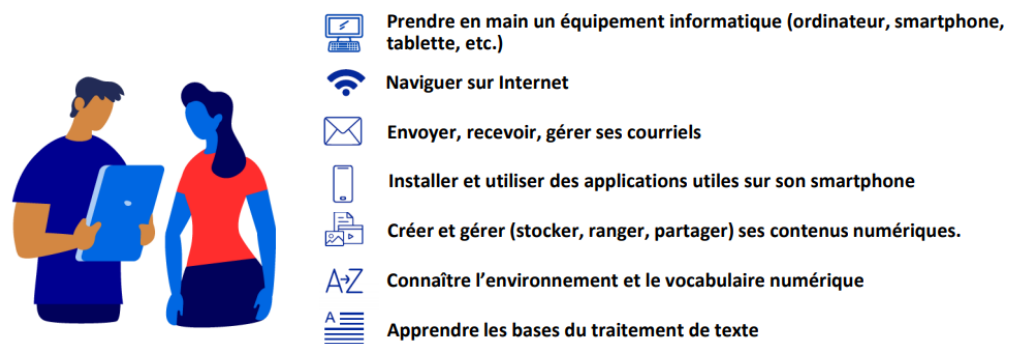 Prendre en main un équipement informatique (ordinateur, smartphone,
tablette, etc.)
Naviguer sur Internet
Envoyer, recevoir, gérer ses courriels
Installer et utiliser des applications utiles sur son smartphone
Créer et gérer (stocker, ranger, partager) ses contenus numériques.
A→Z Connaître l’environnement et le vocabulaire numérique
A Apprendre les bases du traitement de texte